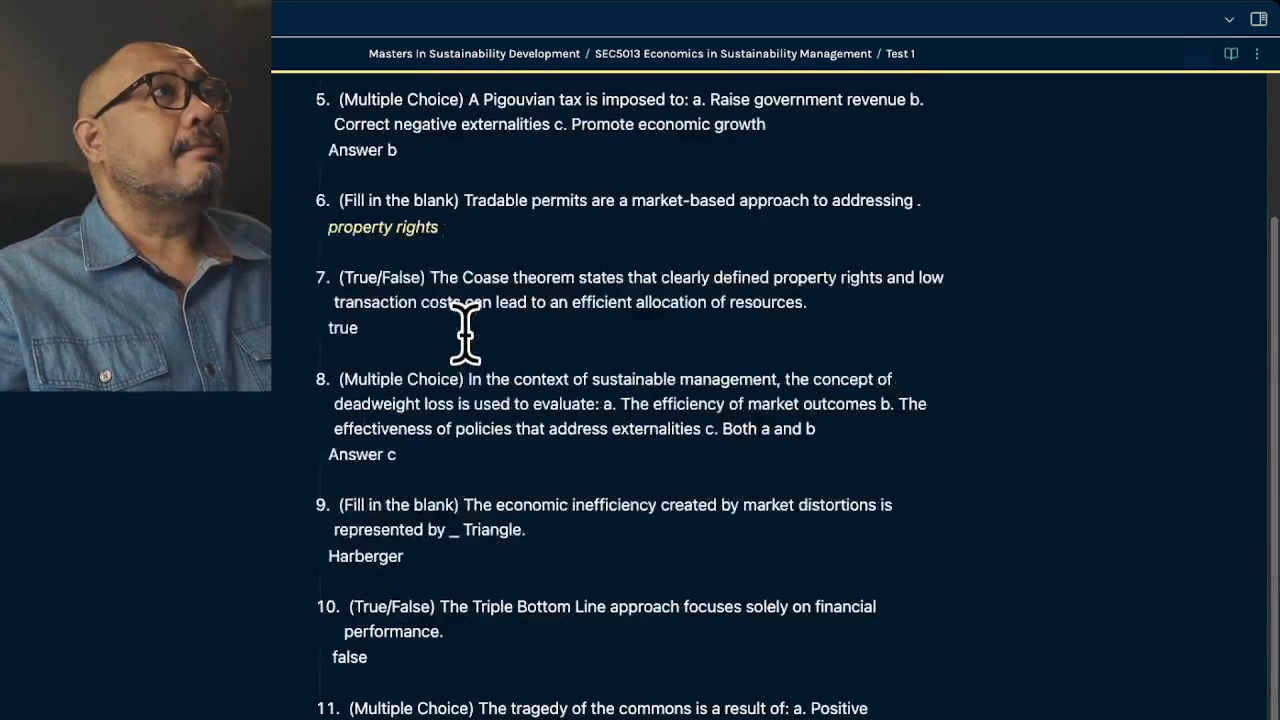 Masters In Sustainability Development / SEC5013 Economics in Sustainability Management / Test 1
5. (Multiple Choice) A Pigouvian tax is imposed to: a. Raise government revenue b.
Correct negative externalities c. Promote economic growth
Answer b
6. (Fill in the blank) Tradable permits are a market-based approach to addressing .
property rights
7. (True/False) The Coase theorem states that clearly defined property rights and low
transaction costs can lead to an efficient allocation of resources.
true
8. (Multiple Choice) In the context of sustainable management, the concept of
deadweight loss is used to evaluate: a. The efficiency of market outcomes b. The
effectiveness of policies that address externalities c. Both a and b
Answer c
9. (Fill in the blank) The economic inefficiency created by market distortions is
represented by _ Triangle.
Harberger
10. (True/False) The Triple Bottom Line approach focuses solely on financial
performance.
false
11. (Multiple Choice) The tragedy of the commons is a result of: a. Positive